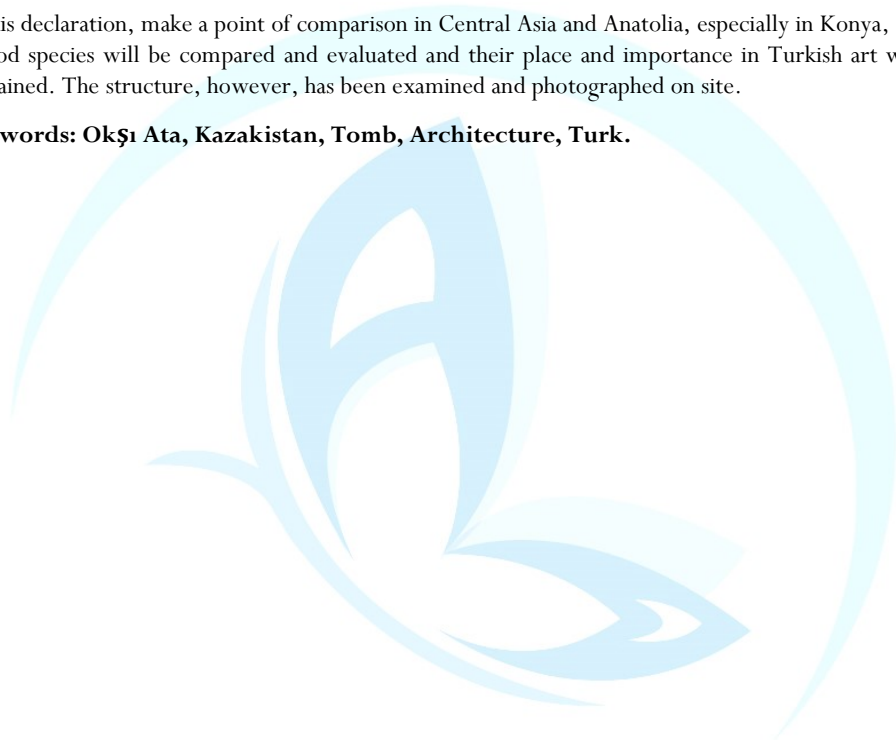 is declaration, make a point of comparison in Central Asia and Anatolia, especially in Konya,
od species will be compared and evaluated and their place and importance in Turkish art w
ained. The structure, however, has been examined and photographed on site.
words: Okşı Ata, Kazakistan, Tomb, Architecture, Turk.